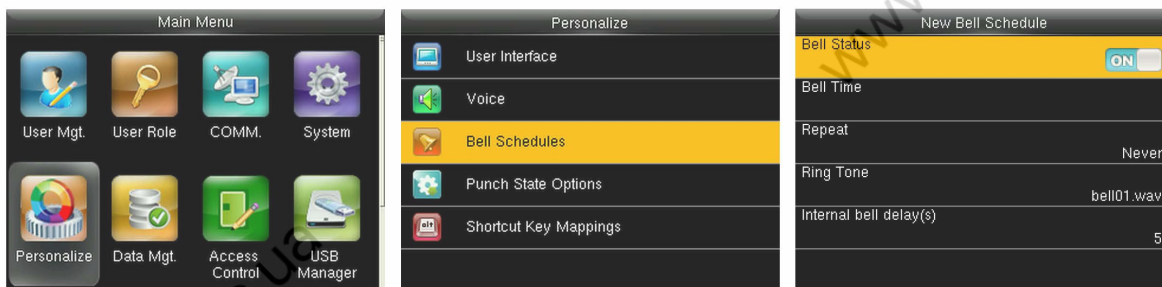 Main Menu
User Mgt.
User Role
COMM.
System
Personalize
Data Mgt.
Access
Control
USB
Manager
Personalize
User Interface
Voice
Bell Schedules
Punch State Options
Shortcut Key Mappings
New Bell Schedule
Bell Status
ON
Bell Time
Repeat
Never
Ring Tone
bell01.wav
Internal bell delay(s)
5